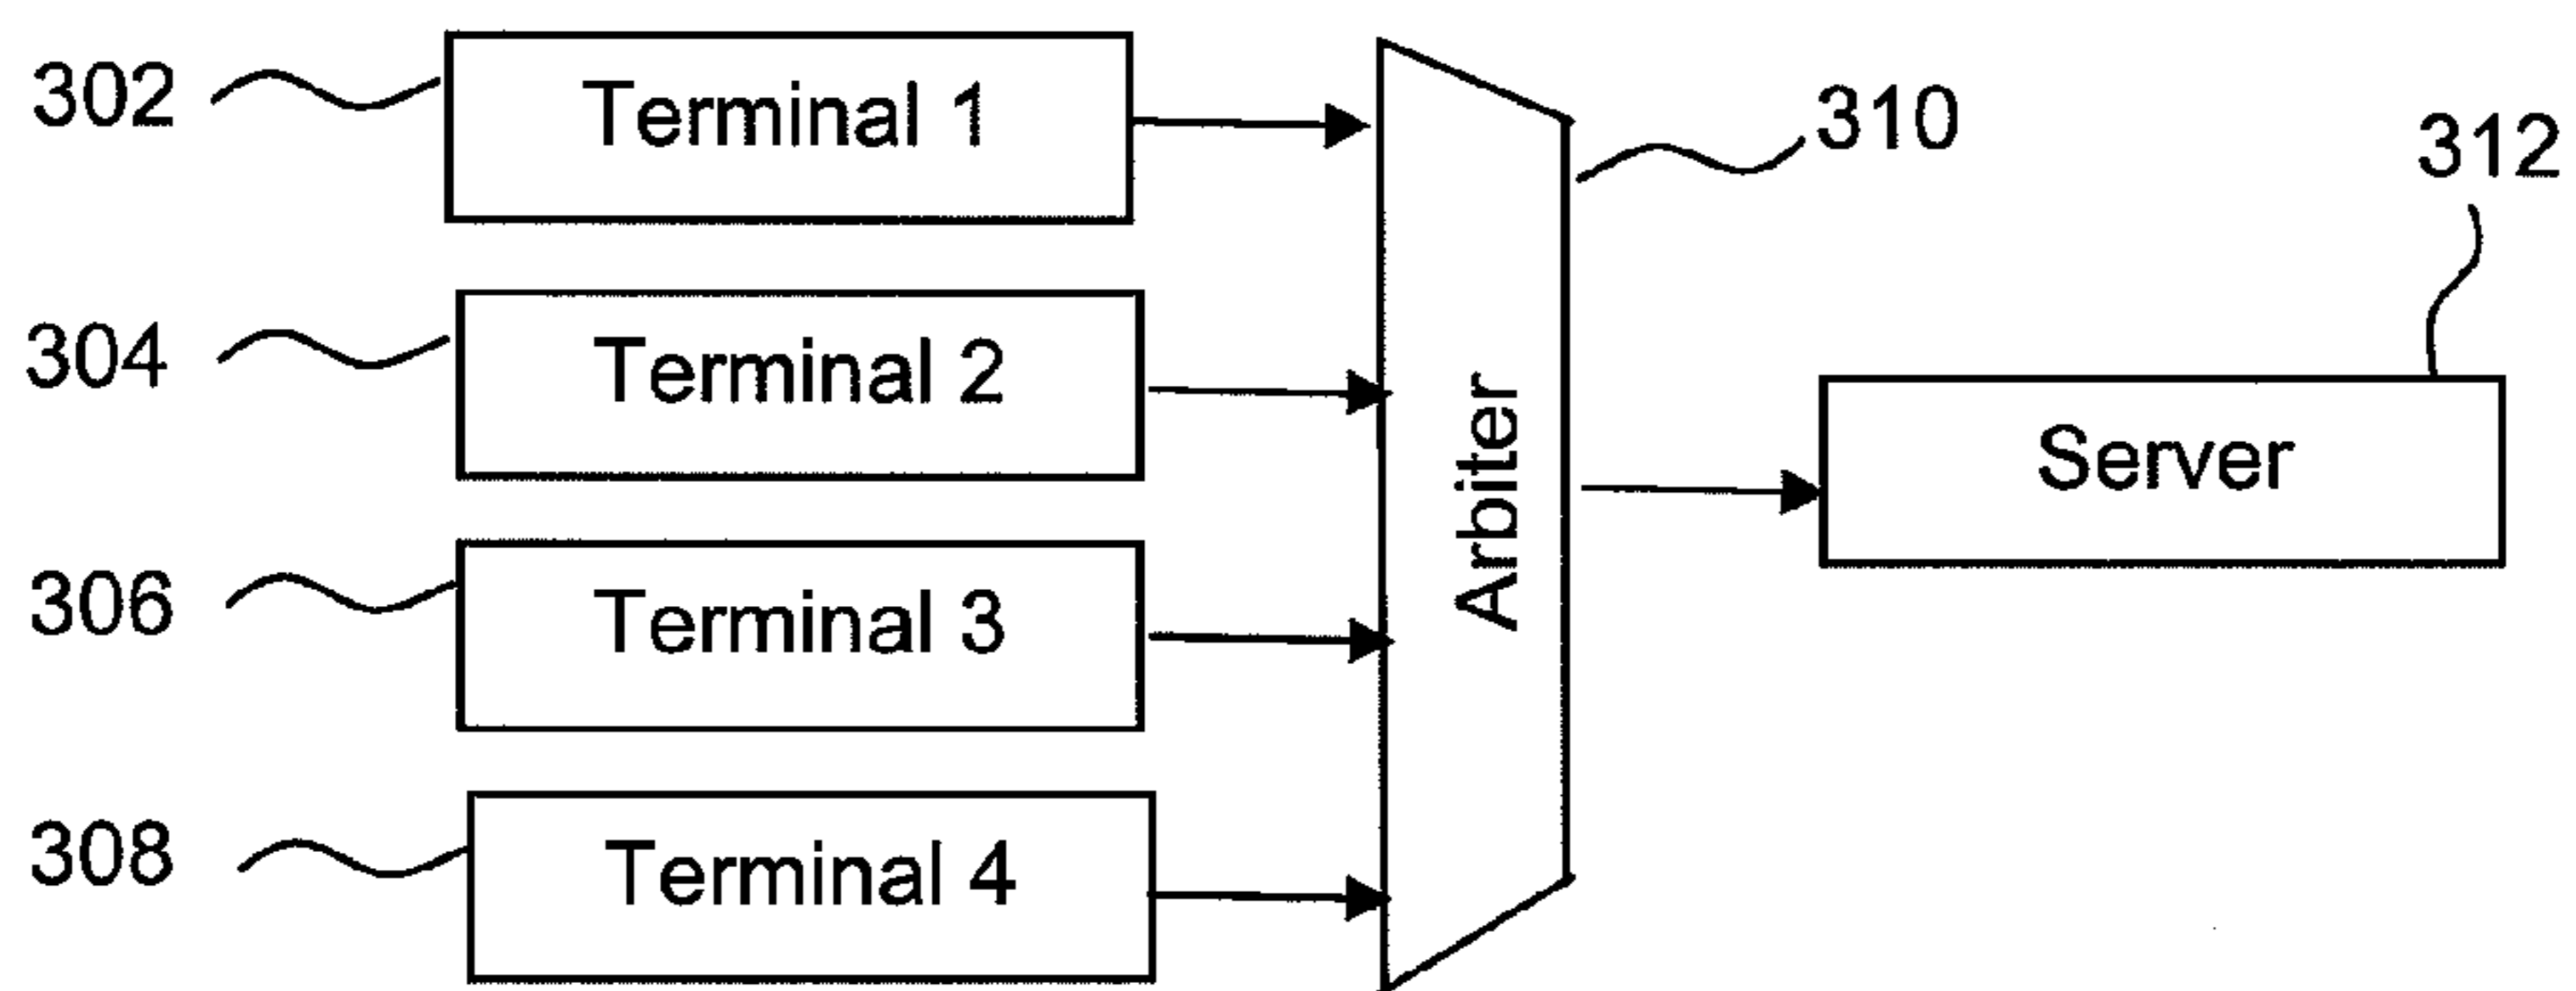 302
Terminal 1
310
312
304
Terminal 2
Arbiter
Server
306
Terminal 3
308
Terminal 4